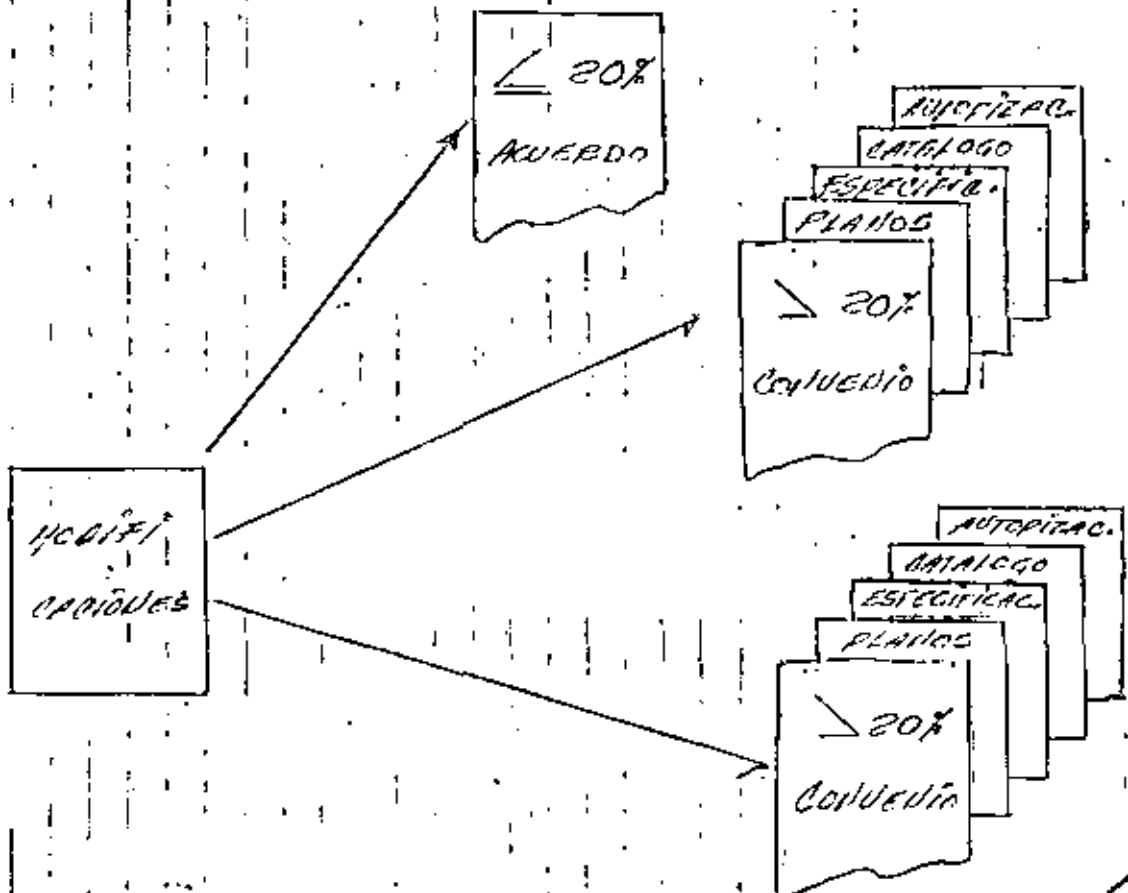 ≤ 20%
ACUERDO
AUTORIZAC.
CATALOGO
ESPECIFIC.
PLANOS
> 20%
CONVENIO
MODIFI
CACIONES
AUTORIZAC.
CATALOGO
ESPECIFICAC.
PLANOS
> 20%
CONVENIO